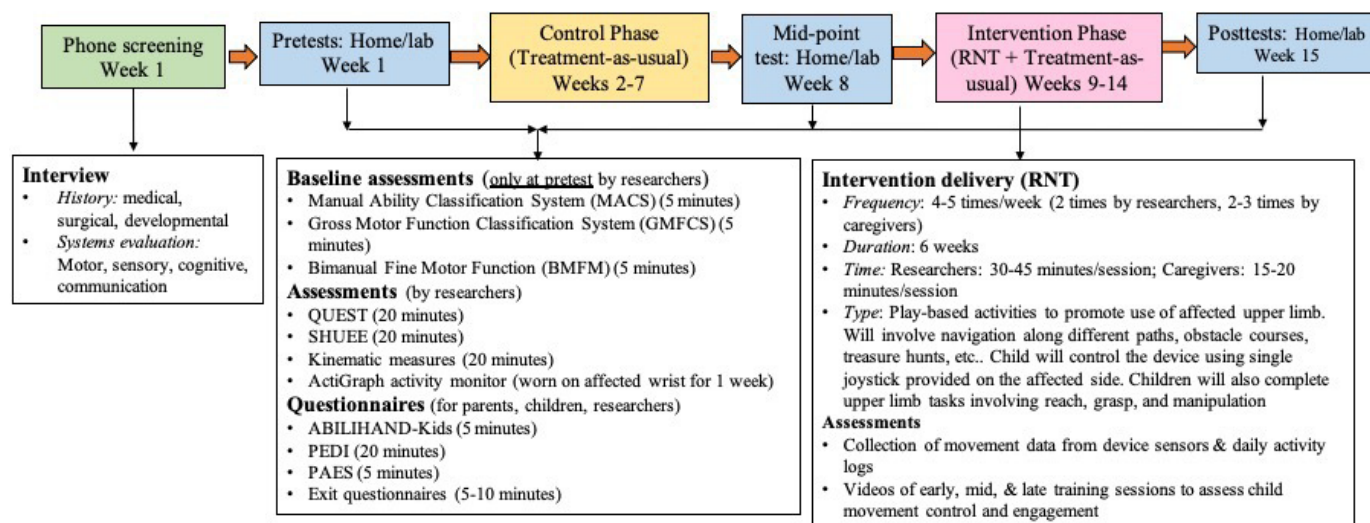 Phone screening
Week 1
Pretests: Home/lab
Week 1
Control Phase
(Treatment-as-usual)
Weeks 2-7
Mid-point
test: Home/lab
Week 8
Intervention Phase
(RNT + Treatment-as-
usual) Weeks 9-14
Posttests: Home/lab
Week 15
Interview
• History: medical,
surgical, developmental
• Systems evaluation:
Motor, sensory, cognitive,
communication
Baseline assessments (only at pretest by researchers)
• Manual Ability Classification System (MACS) (5 minutes)
• Gross Motor Function Classification System (GMFCS) (5
minutes)
• Bimanual Fine Motor Function (BMFM) (5 minutes)
Assessments (by researchers)
• QUEST (20 minutes)
• SHUEE (20 minutes)
• Kinematic measures (20 minutes)
• ActiGraph activity monitor (worn on affected wrist for 1 week)
Questionnaires (for parents, children, researchers)
• ABILIHAND-Kids (5 minutes)
• PEDI (20 minutes)
• PAES (5 minutes)
• Exit questionnaires (5-10 minutes)
Intervention delivery (RNT)
• Frequency: 4-5 times/week (2 times by researchers, 2-3 times by
caregivers)
• Duration: 6 weeks
• Time: Researchers: 30-45 minutes/session; Caregivers: 15-20
minutes/session
• Type: Play-based activities to promote use of affected upper limb.
Will involve navigation along different paths, obstacle courses,
treasure hunts, etc.. Child will control the device using single
joystick provided on the affected side. Children will also complete
upper limb tasks involving reach, grasp, and manipulation
Assessments
• Collection of movement data from device sensors & daily activity
logs
• Videos of early, mid, & late training sessions to assess child
movement control and engagement